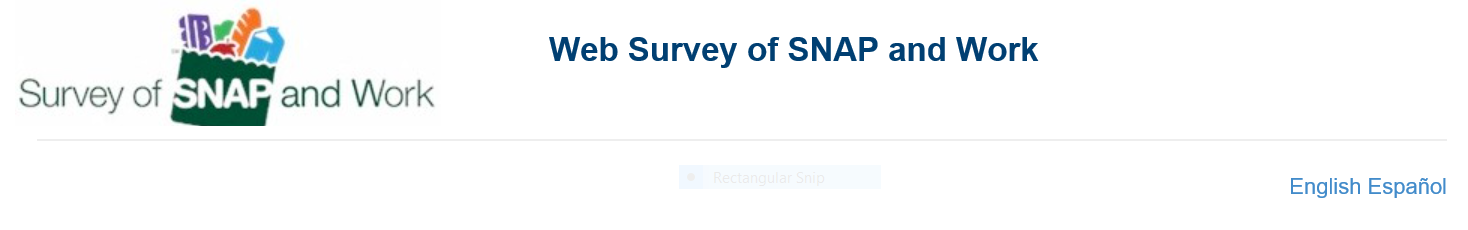 Survey of SNAP and Work
Web Survey of SNAP and Work
Rectangular Snip
English Español